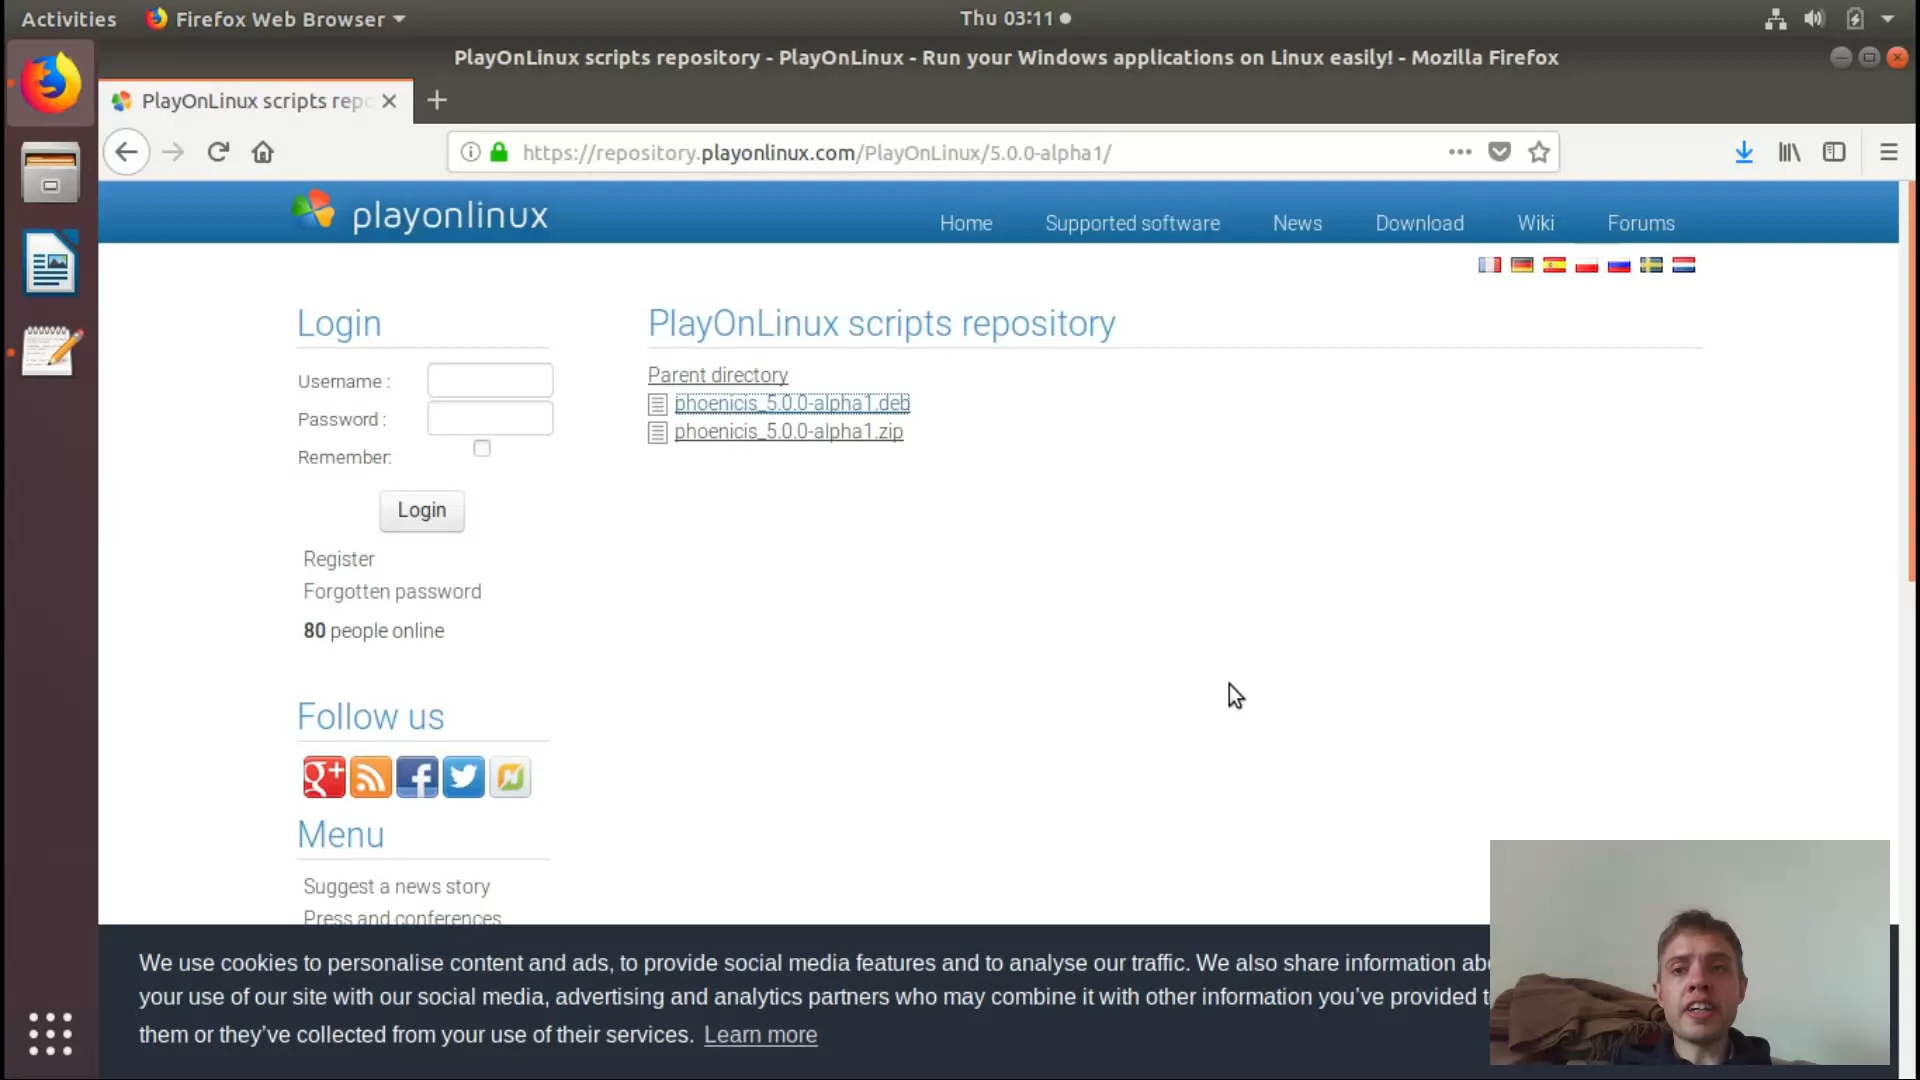 Activities
Firefox Web Browser
Thu 03:11
PlayOnLinux scripts repository - PlayOnLinux - Run your Windows applications on Linux easily! - Mozilla Firefox
PlayOnLinux scripts rep
https://repository.playonlinux.com/PlayOnLinux/5.0.0-alpha1/
playonlinux
Home
Supported software
News
Download
Wiki
Forums
Login
Username :
Password :
Remember:
Login
Register
Forgotten password
80 people online
PlayOnLinux scripts repository
Parent directory
phoenicis_5.0.0-alpha1.deb
phoenicis_5.0.0-alpha1.zip
Follow us
g+
f
Menu
Suggest a news story
Press and conferences
We use cookies to personalise content and ads, to provide social media features and to analyse our traffic. We also share information
your use of our site with our social media, advertising and analytics partners who may combine it with other information you’ve provided
them or they’ve collected from your use of their services. Learn more